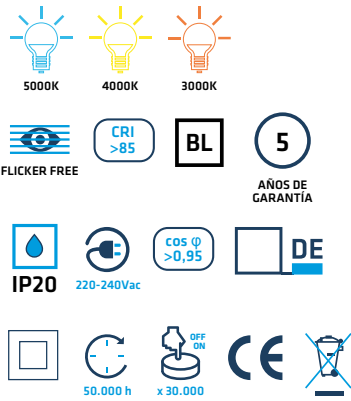 5000K 4000K 3000K
FLICKER FREE
CRI
>85
BL
5
AÑOS DE
GARANTÍA
IP20
220-240Vac
cos φ
>0,95
DE
50.000 h
OFF
ON
x 30.000
CE